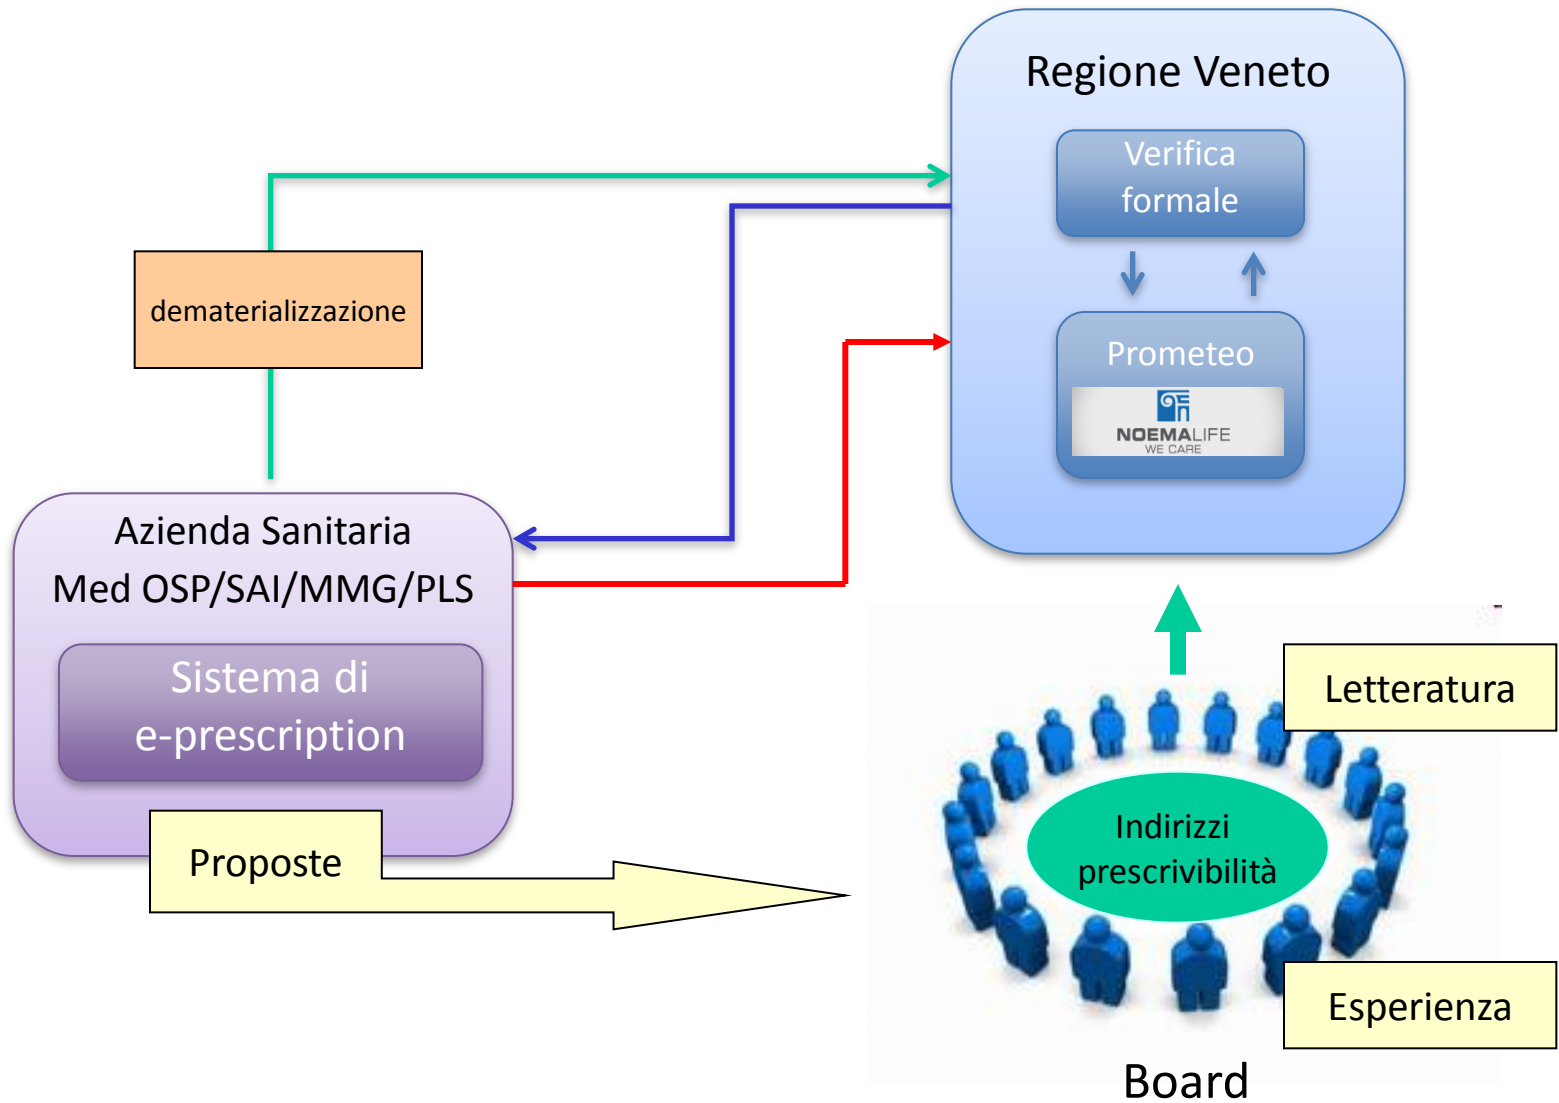 Regione Veneto
Verifica
formale
dematerializzazione
Prometeo
NOEMALIFE
WE CARE
Azienda Sanitaria
Med OSP/SAI/MMG/PLS
Sistema di
e-prescription
Letteratura
Proposte
Indirizzi
prescrivibilità
Esperienza
Board